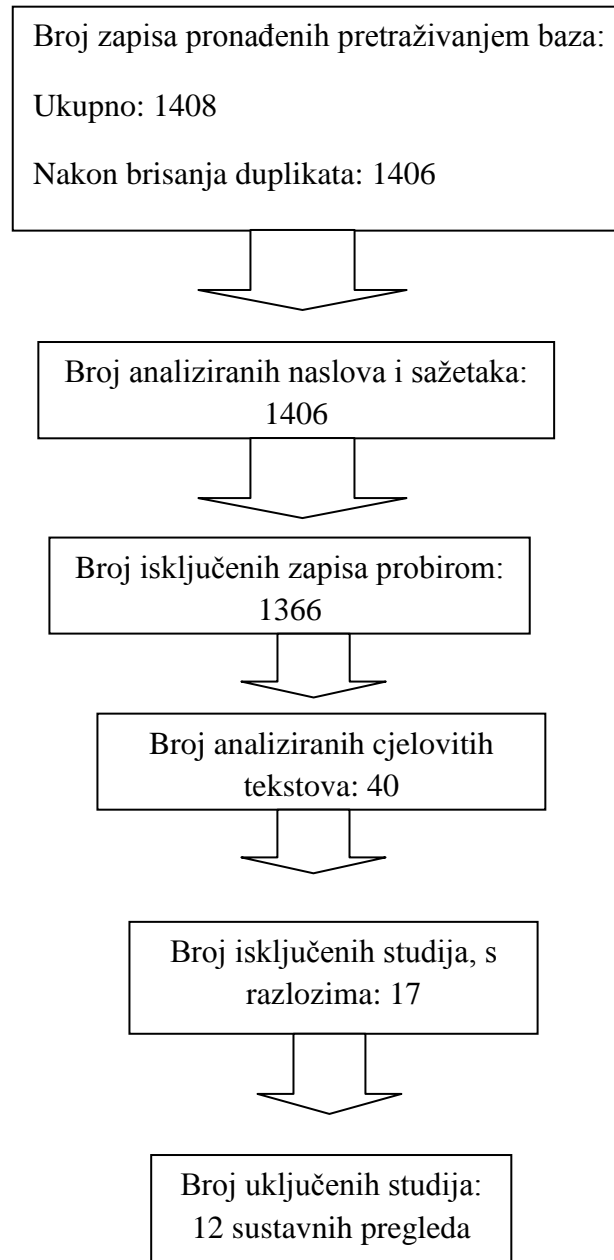 Broj zapisa pronađenih pretraživanjem baza:
Ukupno: 1408
Nakon brisanja duplikata: 1406
Broj analiziranih naslova i sažetaka:
1406
Broj isključenih zapisa probirom:
1366
Broj analiziranih cjelovitih
tekstova: 40
Broj isključenih studija, s
razlozima: 17
Broj uključenih studija:
12 sustavnih pregleda